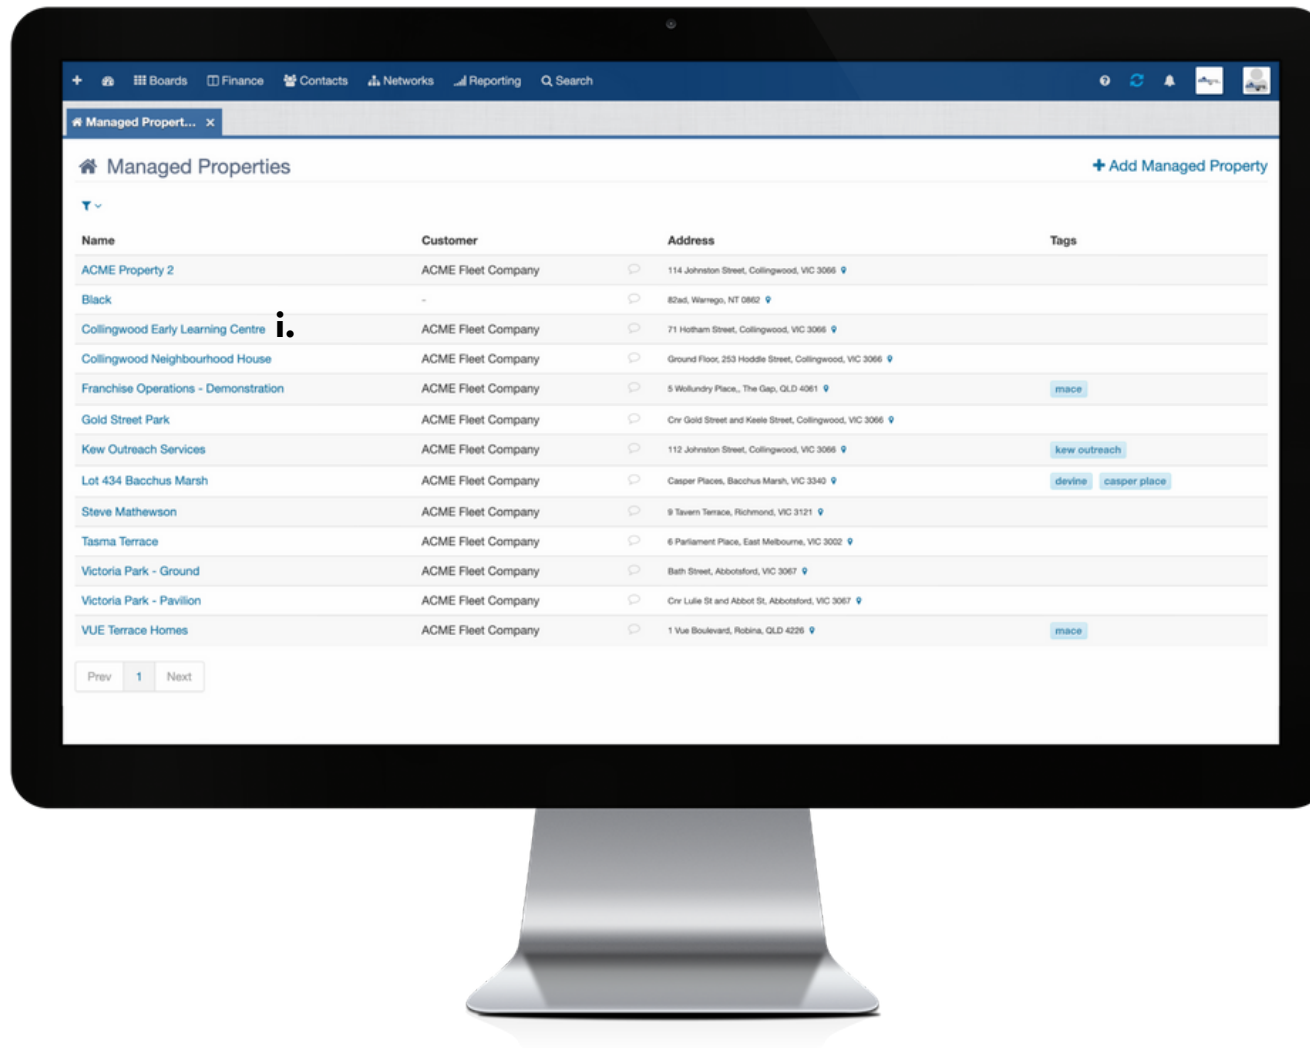 Boards Finance Contacts Networks Reporting Search
Managed Propert... ×
Managed Properties
+ Add Managed Property
Name Customer Address Tags
ACME Property 2 ACME Fleet Company 114 Johnston Street, Collingwood, VIC 3066
Black - 82ad, Warrego, NT 0862
Collingwood Early Learning Centre i. ACME Fleet Company 71 Hotham Street, Collingwood, VIC 3066
Collingwood Neighbourhood House ACME Fleet Company Ground Floor, 253 Hoddle Street, Collingwood, VIC 3066
Franchise Operations - Demonstration ACME Fleet Company 5 Wollundry Place,, The Gap, QLD 4061 mace
Gold Street Park ACME Fleet Company Cnr Gold Street and Keele Street, Collingwood, VIC 3066
Kew Outreach Services ACME Fleet Company 112 Johnston Street, Collingwood, VIC 3066 kew outreach
Lot 434 Bacchus Marsh ACME Fleet Company Casper Places, Bacchus Marsh, VIC 3340 devine casper place
Steve Mathewson ACME Fleet Company 9 Tavern Terrace, Richmond, VIC 3121
Tasma Terrace ACME Fleet Company 6 Parliament Place, East Melbourne, VIC 3002
Victoria Park - Ground ACME Fleet Company Bath Street, Abbotsford, VIC 3067
Victoria Park - Pavilion ACME Fleet Company Cnr Lulie St and Abbot St, Abbotsford, VIC 3067
VUE Terrace Homes ACME Fleet Company 1 Vue Boulevard, Robina, QLD 4226 mace
Prev 1 Next